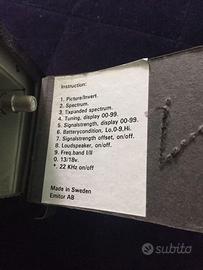 Instruction:
1. Picture/Invert.
2. Spectrum.
3. Txpanded spectrum.
4. Tuning, display 00-99.
5. Signalstrength, display 00-99.
6. Batterycondition, Lo,0-9,Hi.
7. Signalstrength offset, on/off.
8. Loudspeaker, on/off.
9. Freq.band I/II
0. 13/18v.
*. 22 KHz on/off
Made in Sweden
Emitor AB
subito